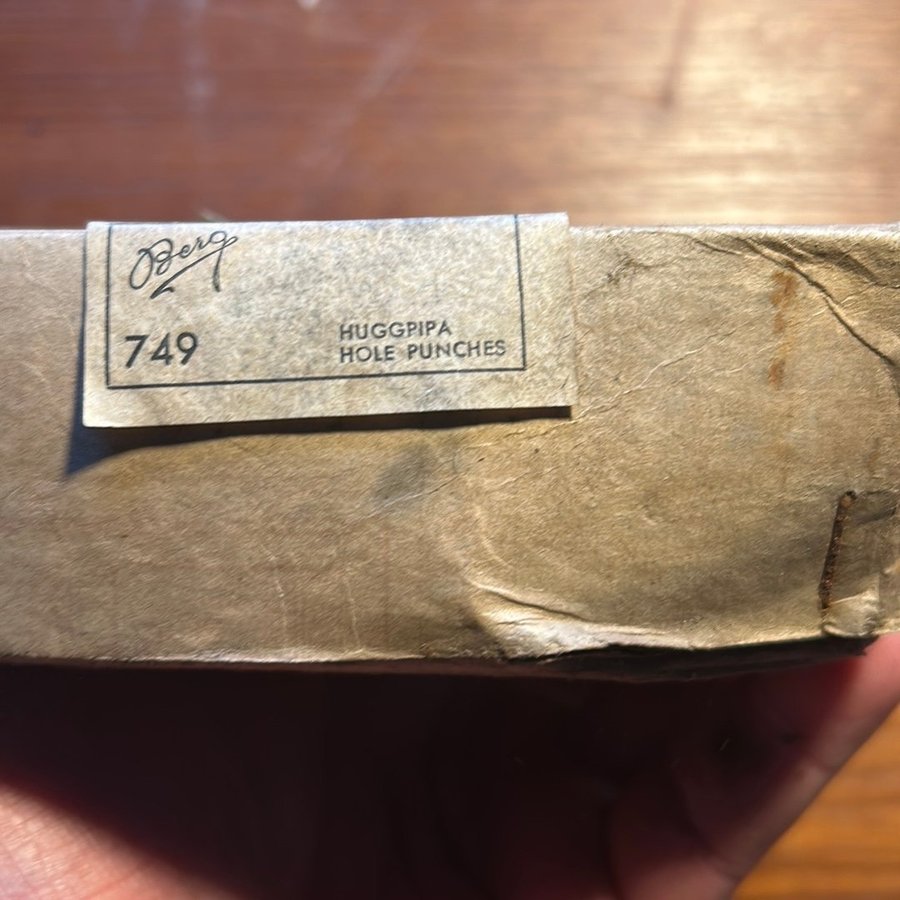 Berg
749
HUGGPIPA
HOLE PUNCHES